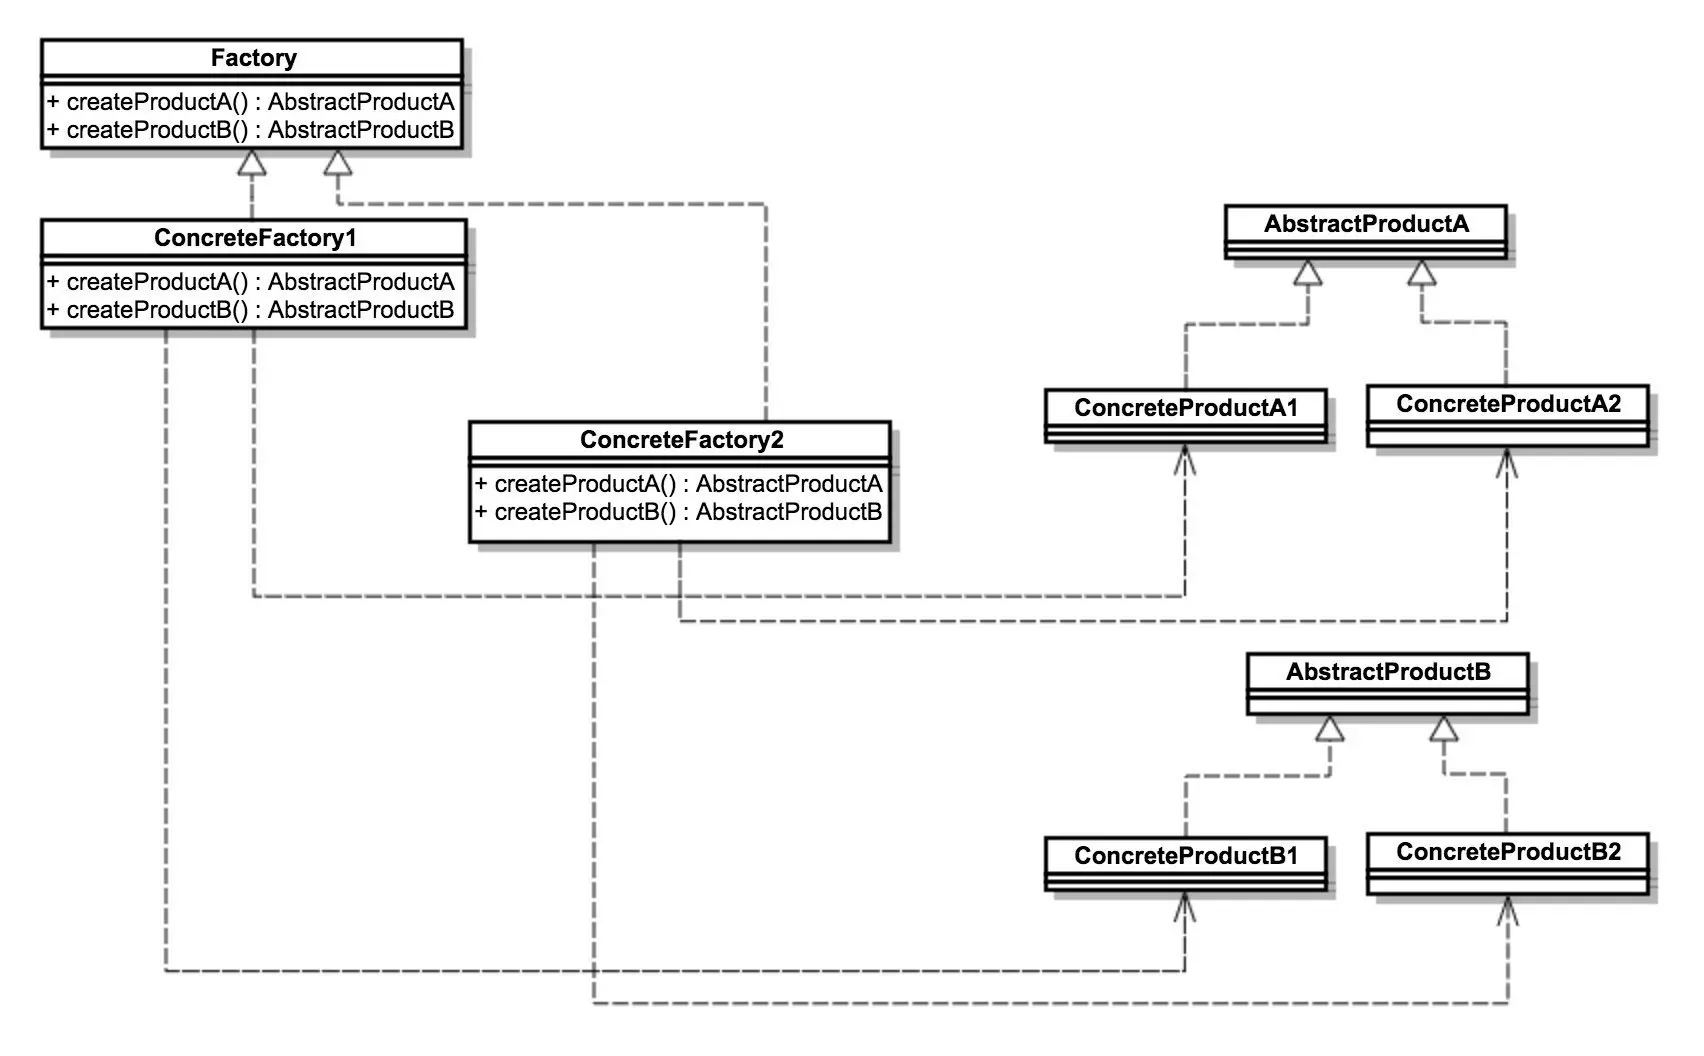 Factory
+ createProductA() : AbstractProductA
+ createProductB() : AbstractProductB
ConcreteFactory1
+ createProductA() : AbstractProductA
+ createProductB() : AbstractProductB
ConcreteFactory2
+ createProductA() : AbstractProductA
+ createProductB() : AbstractProductB
AbstractProductA
ConcreteProductA1
ConcreteProductA2
AbstractProductB
ConcreteProductB1
ConcreteProductB2